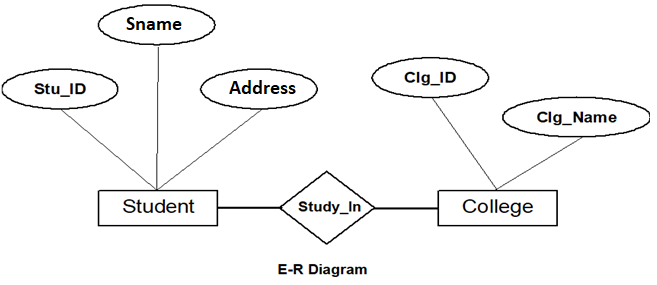 Sname
Stu_ID
Address
Clg_ID
Clg_Name
Student
Study_In
College
E-R Diagram